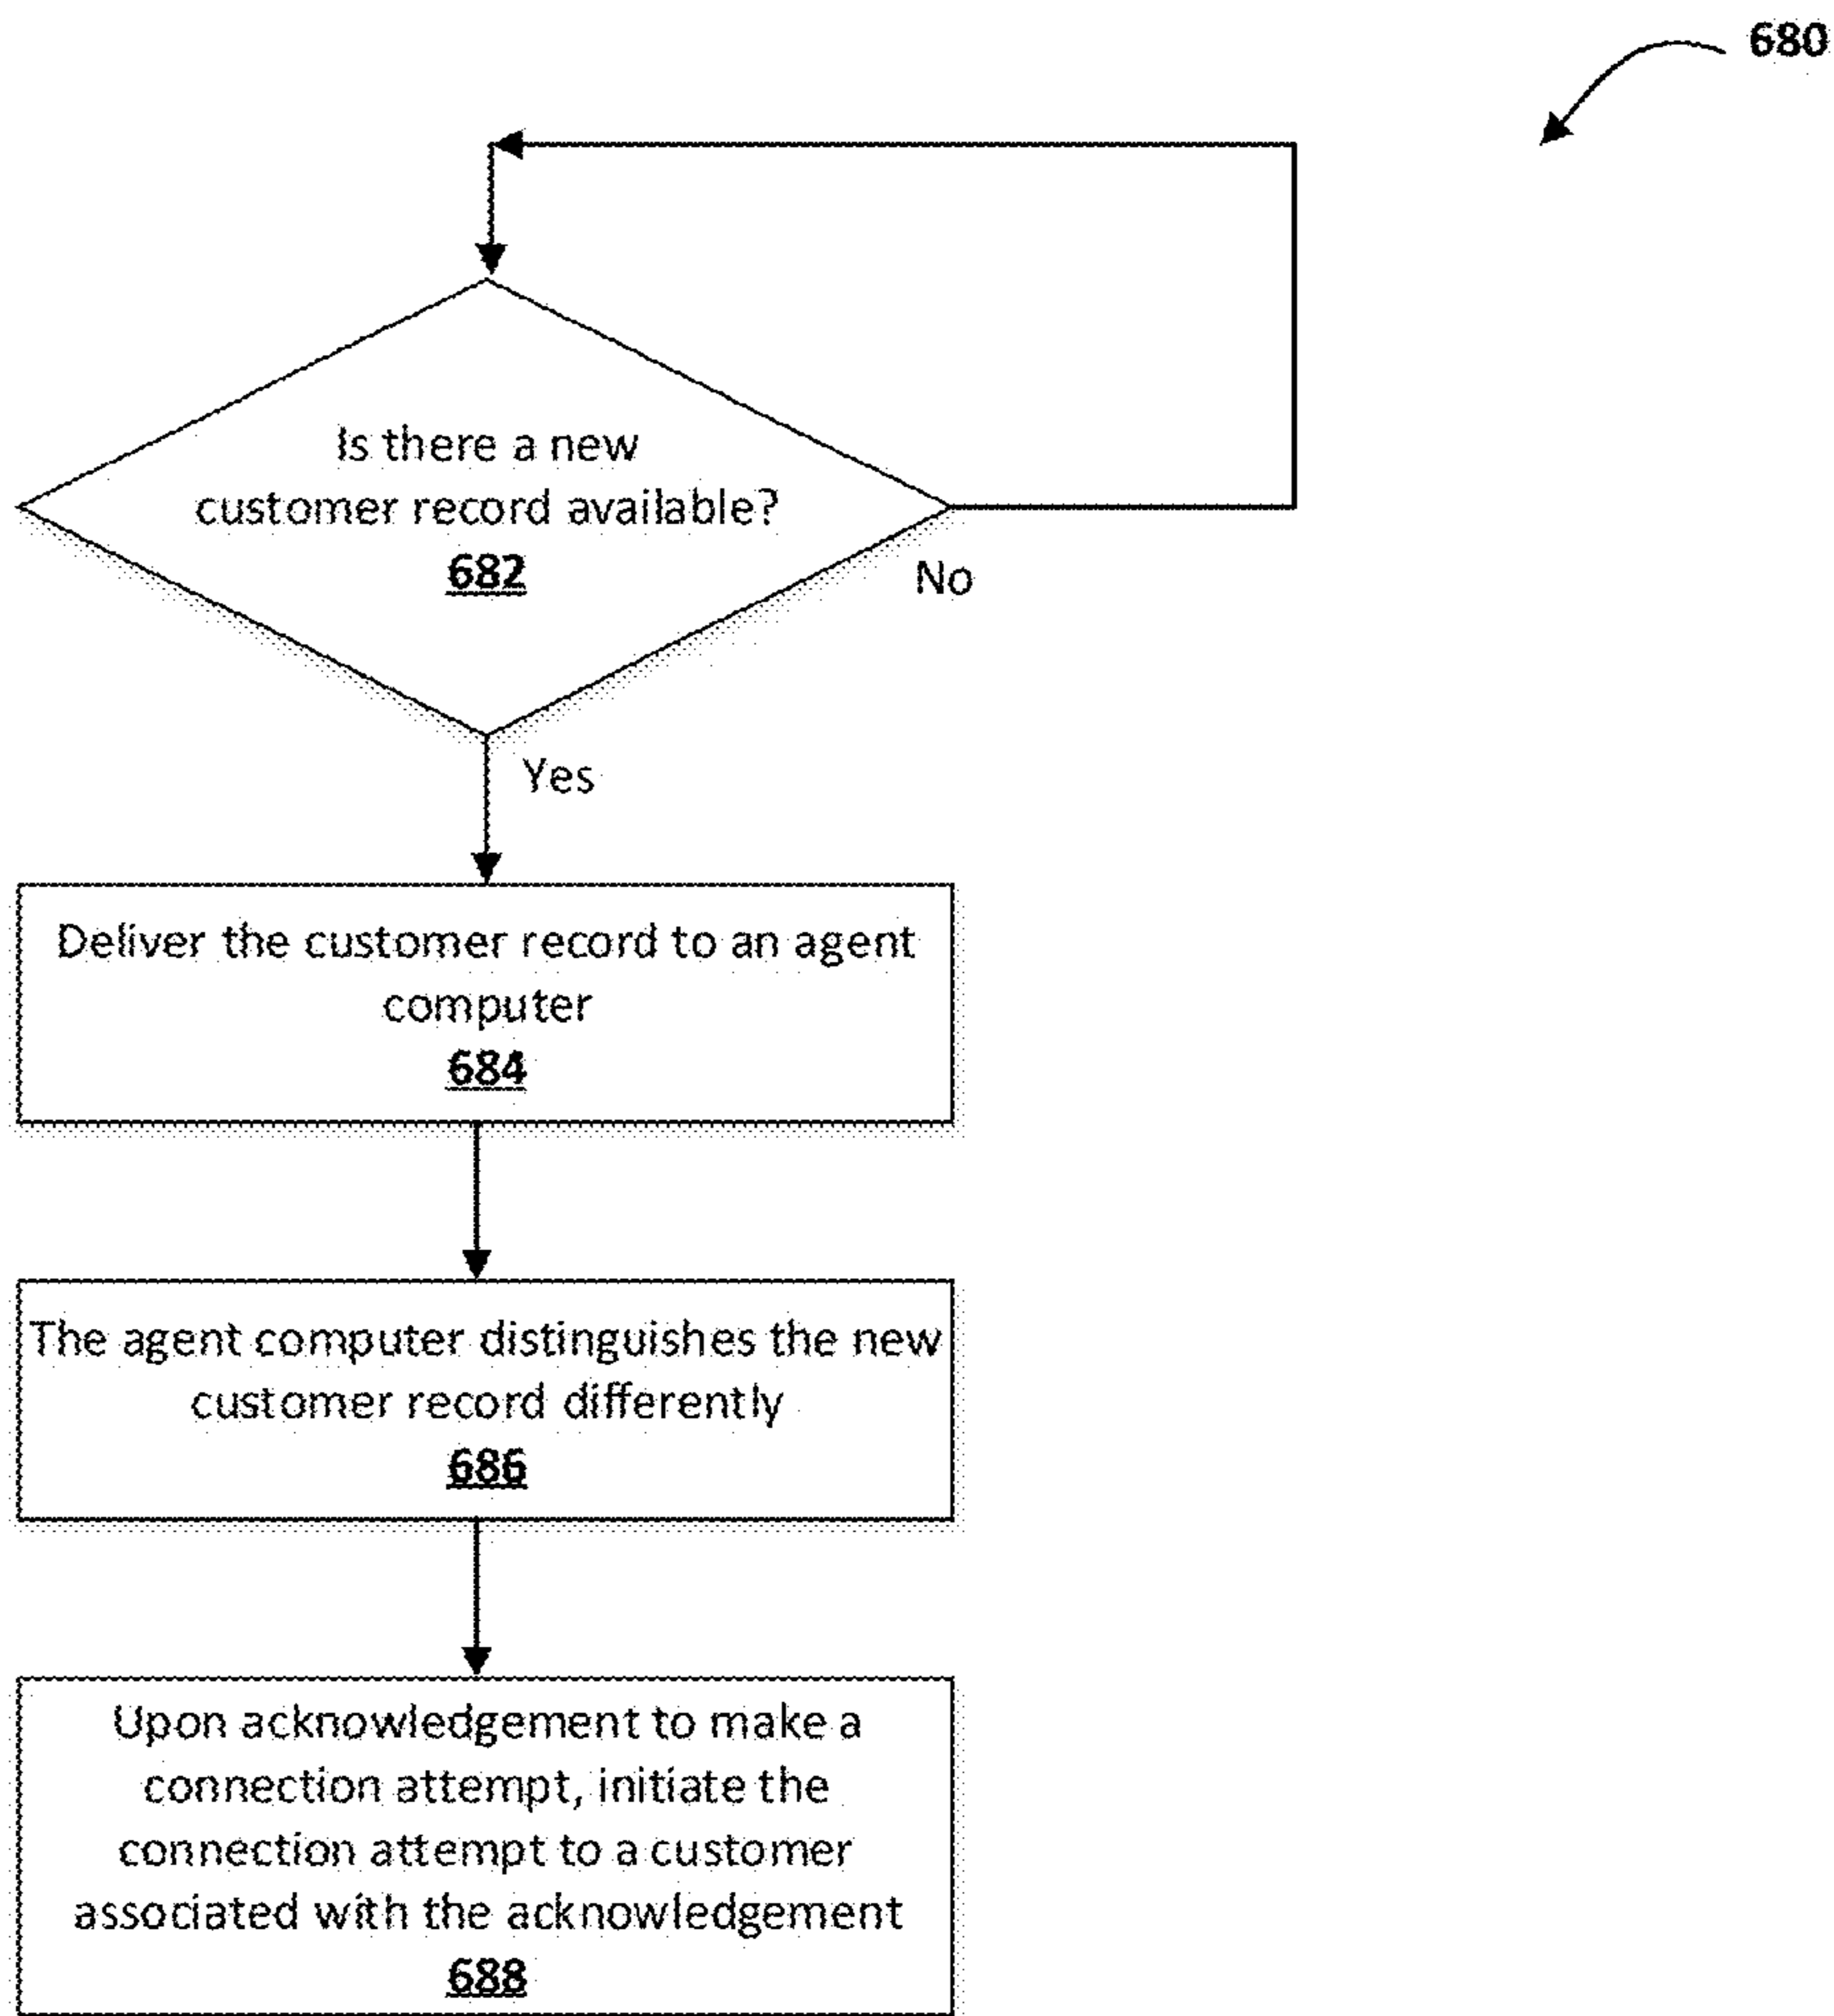 680
Is there a new
customer record available?
682
No
Yes
Deliver the customer record to an agent
computer
684
The agent computer distinguishes the new
customer record differently
686
Upon acknowledgement to make a
connection attempt, initiate the
connection attempt to a customer
associated with the acknowledgement
688